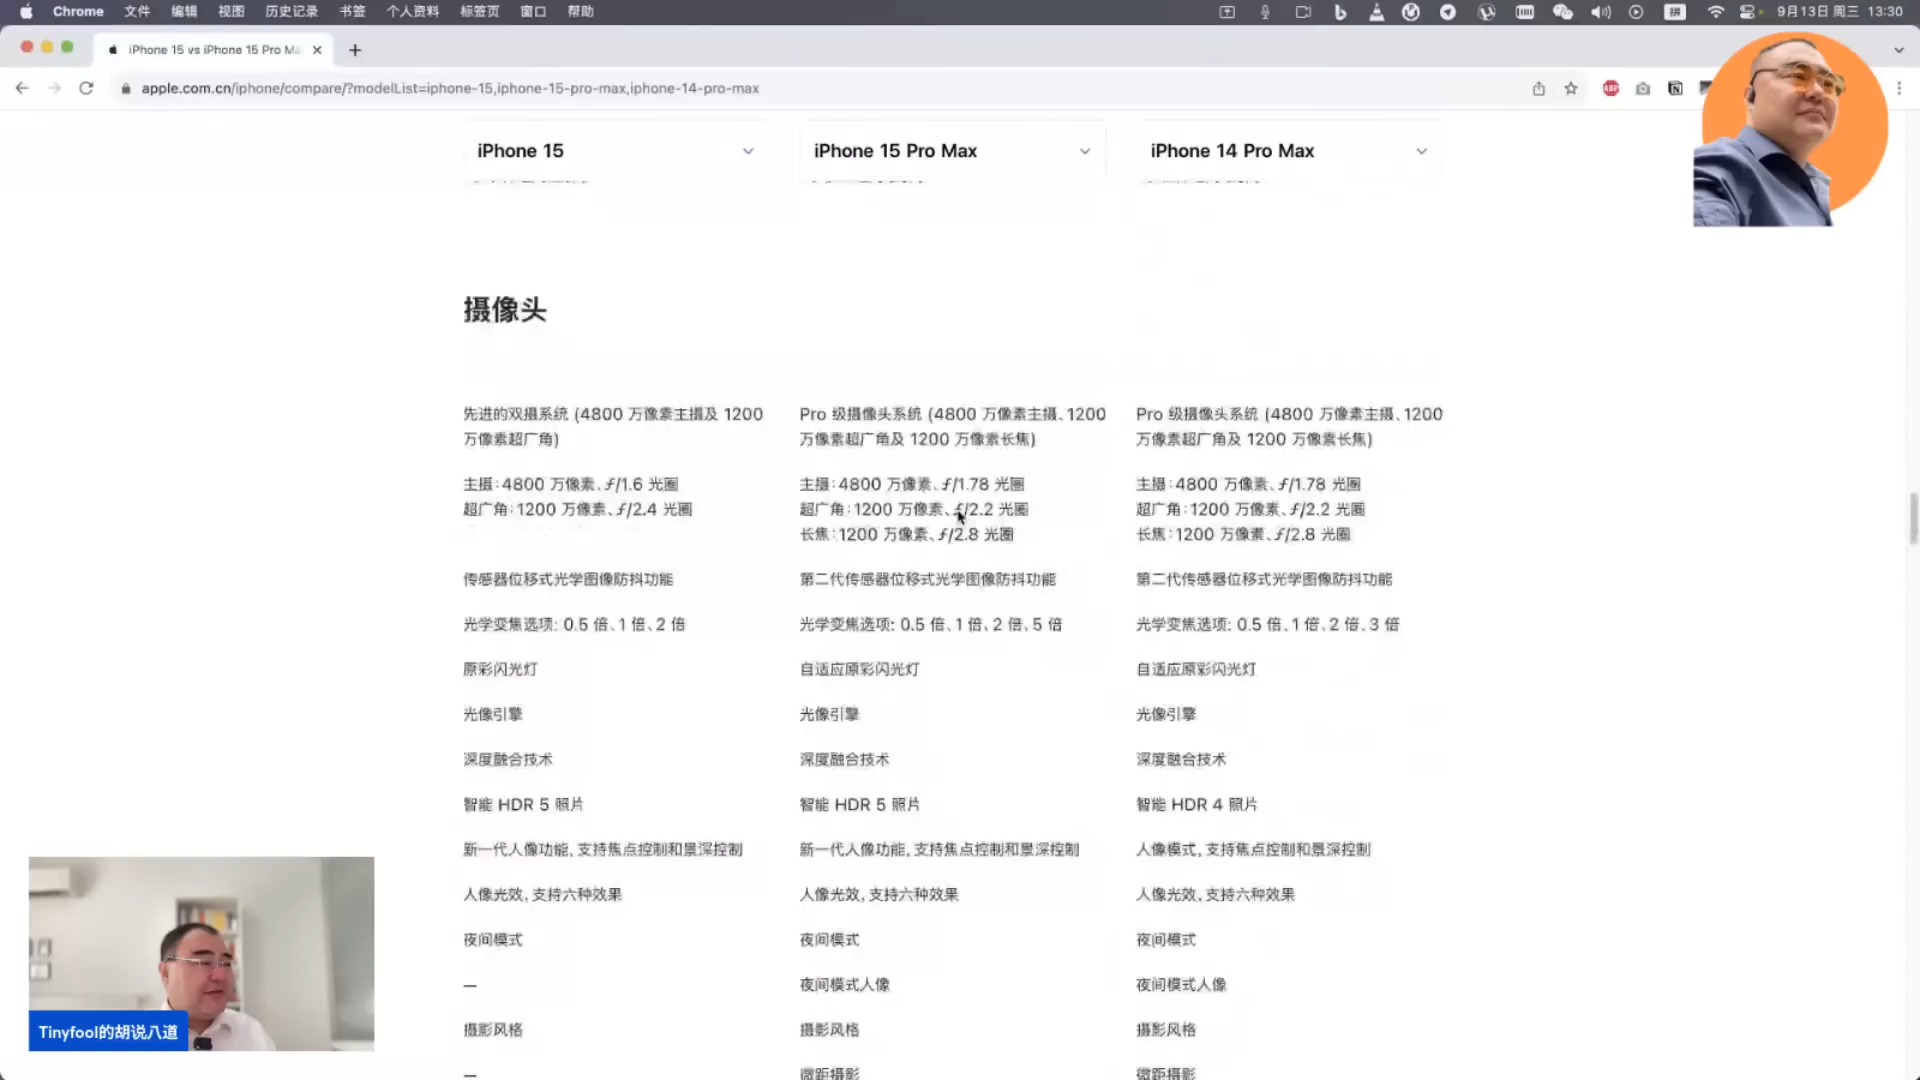 Chrome 文件 编辑 视图 历史记录 书签 个人资料 标签页 窗口 帮助 拼 9月13日 周三 13:30
iPhone 15 vs iPhone 15 Pro Ma
apple.com.cn/iphone/compare/?modelList=iphone-15,iphone-15-pro-max,iphone-14-pro-max ABP
iPhone 15 iPhone 15 Pro Max iPhone 14 Pro Max
摄像头
先进的双摄系统 (4800 万像素主摄及 1200
万像素超广角)
主摄:4800 万像素、ƒ/1.6 光圈
超广角:1200 万像素、ƒ/2.4 光圈
传感器位移式光学图像防抖功能
光学变焦选项: 0.5 倍、1 倍、2 倍
原彩闪光灯
光像引擎
深度融合技术
智能 HDR 5 照片
新一代人像功能, 支持焦点控制和景深控制
人像光效, 支持六种效果
夜间模式
—
摄影风格
—
Pro 级摄像头系统 (4800 万像素主摄、1200
万像素超广角及 1200 万像素长焦)
主摄:4800 万像素、ƒ/1.78 光圈
超广角:1200 万像素、ƒ/2.2 光圈
长焦:1200 万像素、ƒ/2.8 光圈
第二代传感器位移式光学图像防抖功能
光学变焦选项: 0.5 倍、1 倍、2 倍、5 倍
自适应原彩闪光灯
光像引擎
深度融合技术
智能 HDR 5 照片
新一代人像功能, 支持焦点控制和景深控制
人像光效, 支持六种效果
夜间模式
夜间模式人像
摄影风格
微距摄影
Pro 级摄像头系统 (4800 万像素主摄、1200
万像素超广角及 1200 万像素长焦)
主摄:4800 万像素、ƒ/1.78 光圈
超广角:1200 万像素、ƒ/2.2 光圈
长焦:1200 万像素、ƒ/2.8 光圈
第二代传感器位移式光学图像防抖功能
光学变焦选项: 0.5 倍、1 倍、2 倍、3 倍
自适应原彩闪光灯
光像引擎
深度融合技术
智能 HDR 4 照片
人像模式, 支持焦点控制和景深控制
人像光效, 支持六种效果
夜间模式
夜间模式人像
摄影风格
微距摄影
Tinyfool的胡说八道